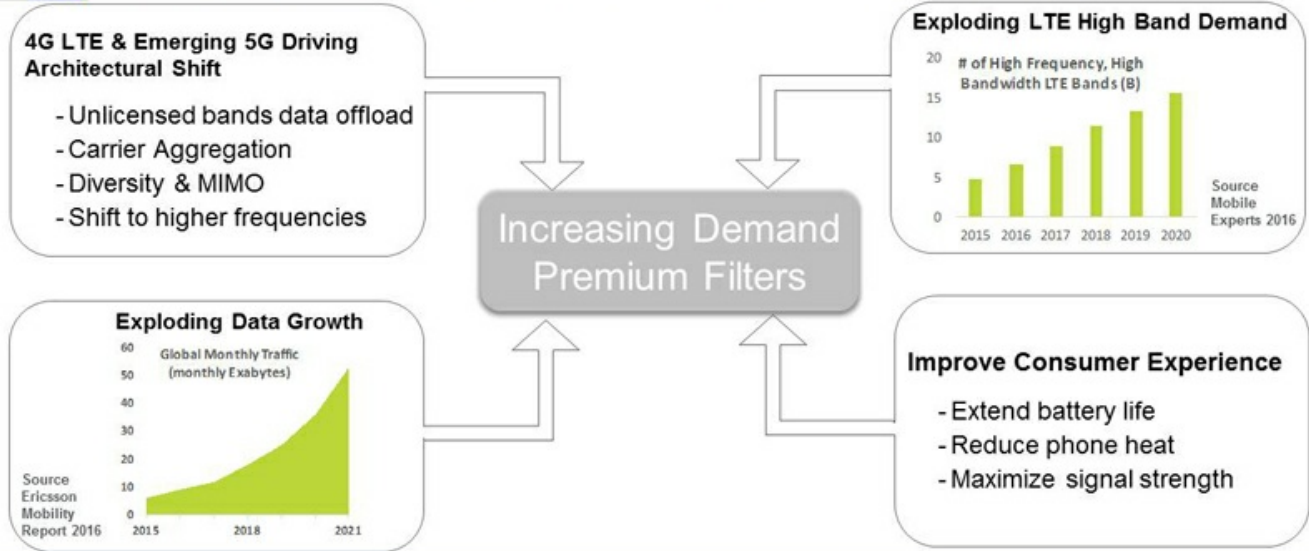 4G LTE & Emerging 5G Driving
Architectural Shift
- Unlicensed bands data offload
- Carrier Aggregation
- Diversity & MIMO
- Shift to higher frequencies
Exploding LTE High Band Demand
# of High Frequency, High
Bandwidth LTE Bands (B)
20
15
10
5
0
2015 2016 2017 2018 2019 2020
Source
Mobile
Experts 2016
Increasing Demand
Premium Filters
Exploding Data Growth
Global Monthly Traffic
(monthly Exabytes)
60
50
40
30
20
10
0
2015 2018 2021
Source
Ericsson
Mobility
Report 2016
Improve Consumer Experience
- Extend battery life
- Reduce phone heat
- Maximize signal strength